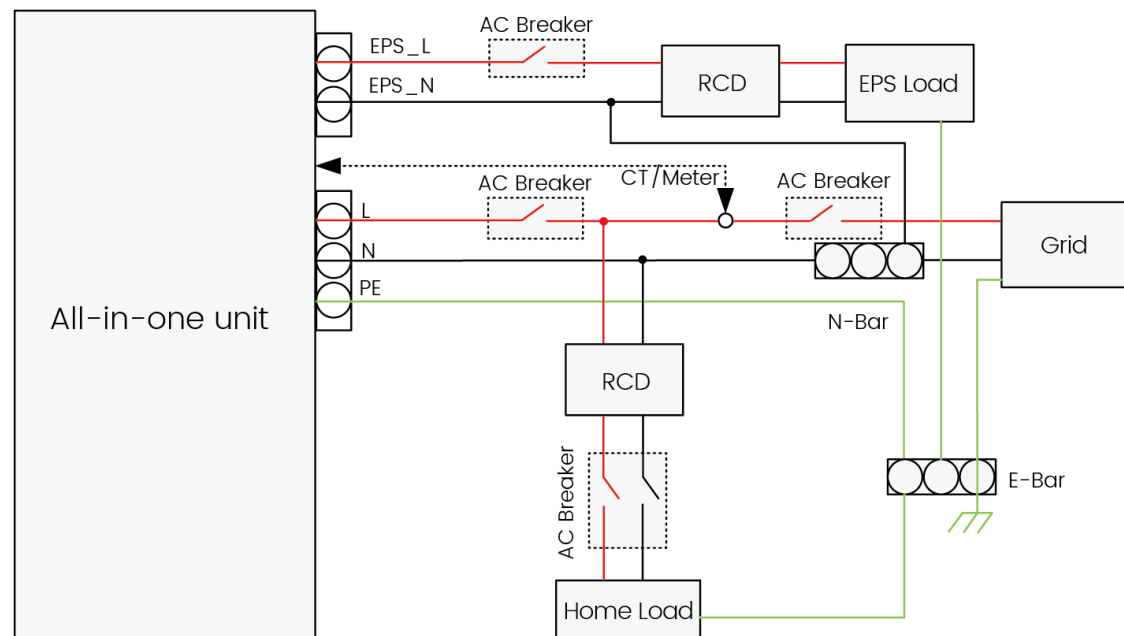 AC Breaker
EPS_L
EPS_N
RCD
EPS Load
CT/Meter
AC Breaker
AC Breaker
L
N
PE
Grid
All-in-one unit
N-Bar
RCD
AC Breaker
E-Bar
Home Load